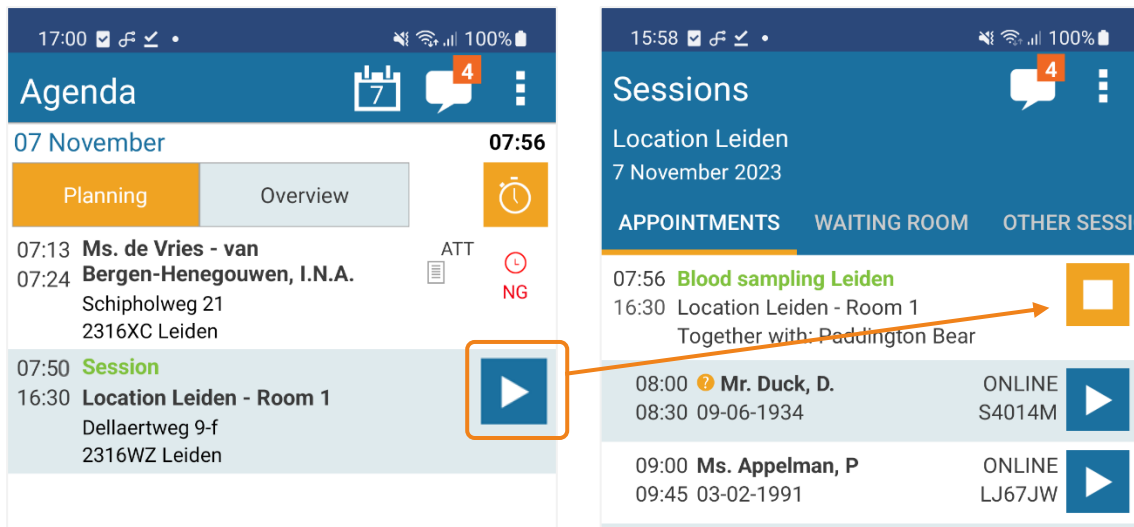 17:00 100%
Agenda 7 4
07 November 07:56
Planning Overview
07:13 Ms. de Vries - van ATT
07:24 Bergen-Henegouwen, I.N.A. NG
Schipholweg 21
2316XC Leiden
07:50 Session
16:30 Location Leiden - Room 1
Dellaertweg 9-f
2316WZ Leiden
15:58 100%
Sessions 4
Location Leiden
7 November 2023
APPOINTMENTS WAITING ROOM OTHER SESSI
07:56 Blood sampling Leiden
16:30 Location Leiden - Room 1
Together with: Paddington Bear
08:00 ? Mr. Duck, D. ONLINE
08:30 09-06-1934 S4014M
09:00 Ms. Appelman, P ONLINE
09:45 03-02-1991 LJ67JW